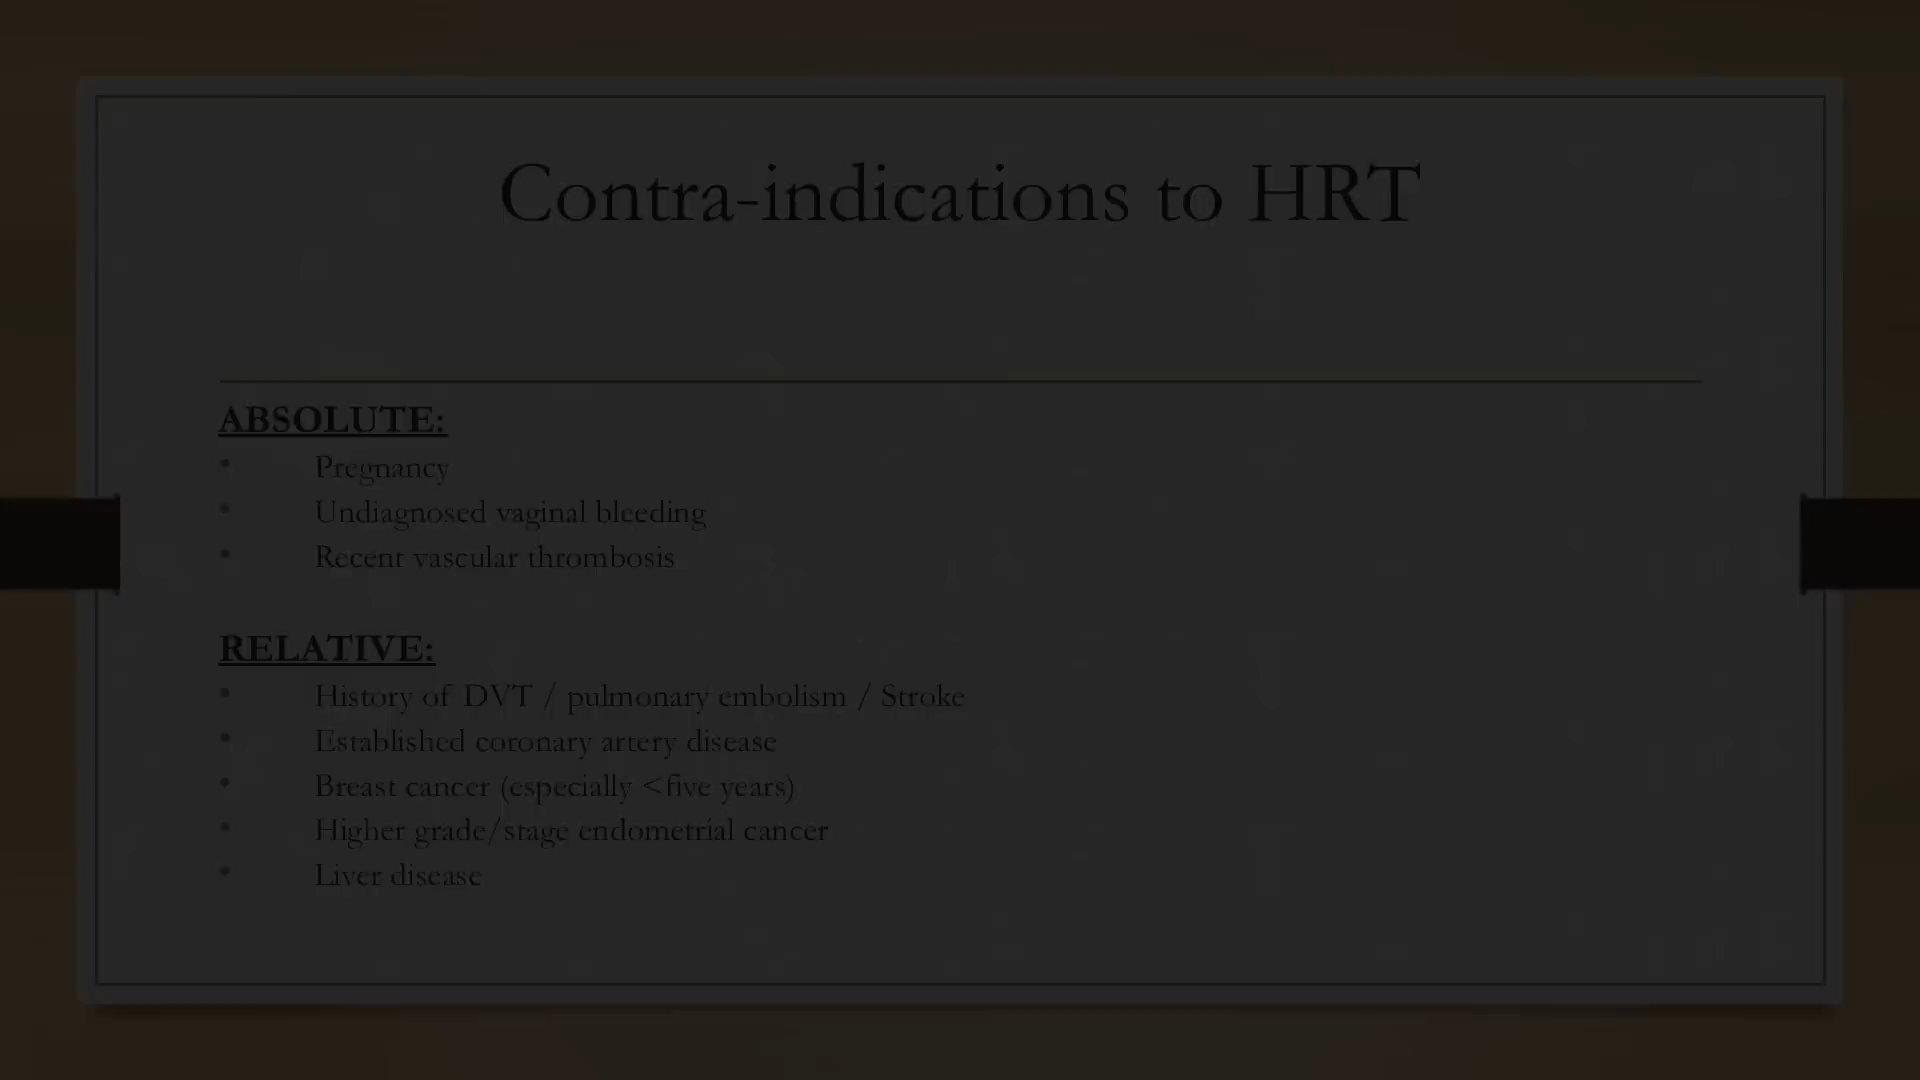 Contra-indications to HRT
ABSOLUTE:
• Pregnancy
• Undiagnosed vaginal bleeding
• Recent vascular thrombosis
RELATIVE:
• History of DVT / pulmonary embolism / Stroke
• Established coronary artery disease
• Breast cancer (especially <five years)
• Higher grade/stage endometrial cancer
• Liver disease